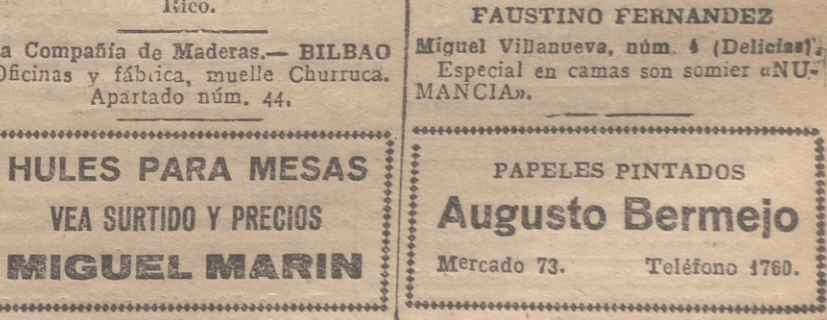 Rico.
a Compañía de Maderas.— BILBAO
Oficinas y fábrica, muelle Churruca.
Apartado núm. 44.
HULES PARA MESAS
VEA SURTIDO Y PRECIOS
MIGUEL MARIN
FAUSTINO FERNANDEZ
Miguel Villanueva, núm. 4 (Delicias).
Especial en camas son somier «NU-
MANCIA».
PAPELES PINTADOS
Augusto Bermejo
Mercado 73. Teléfono 1760.